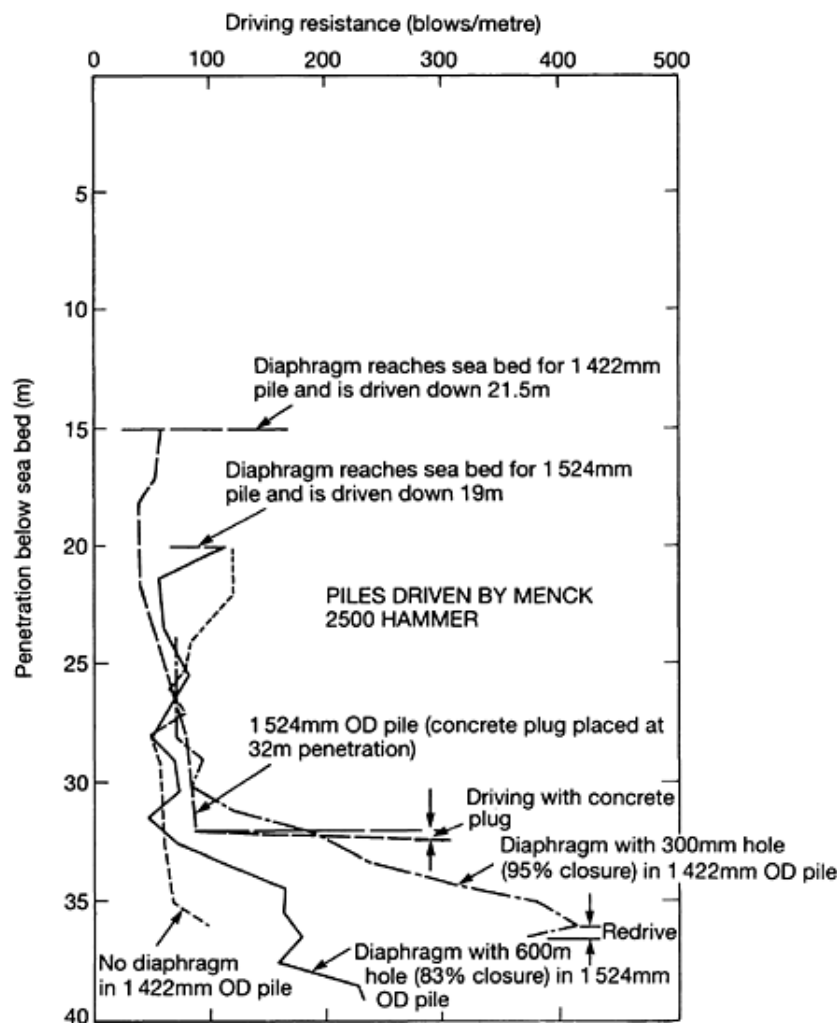 Driving resistance (blows/metre)
0 100 200 300 400 500
Penetration below sea bed (m)
5
10
15
20
25
30
35
40
Diaphragm reaches sea bed for 1 422mm
pile and is driven down 21.5m
Diaphragm reaches sea bed for 1 524mm
pile and is driven down 19m
PILES DRIVEN BY MENCK
2500 HAMMER
1 524mm OD pile (concrete plug placed at
32m penetration)
Driving with concrete
plug
Diaphragm with 300mm hole
(95% closure) in 1 422mm OD pile
Redrive
No diaphragm
in 1 422mm OD pile
Diaphragm with 600m
hole (83% closure) in 1 524mm
OD pile